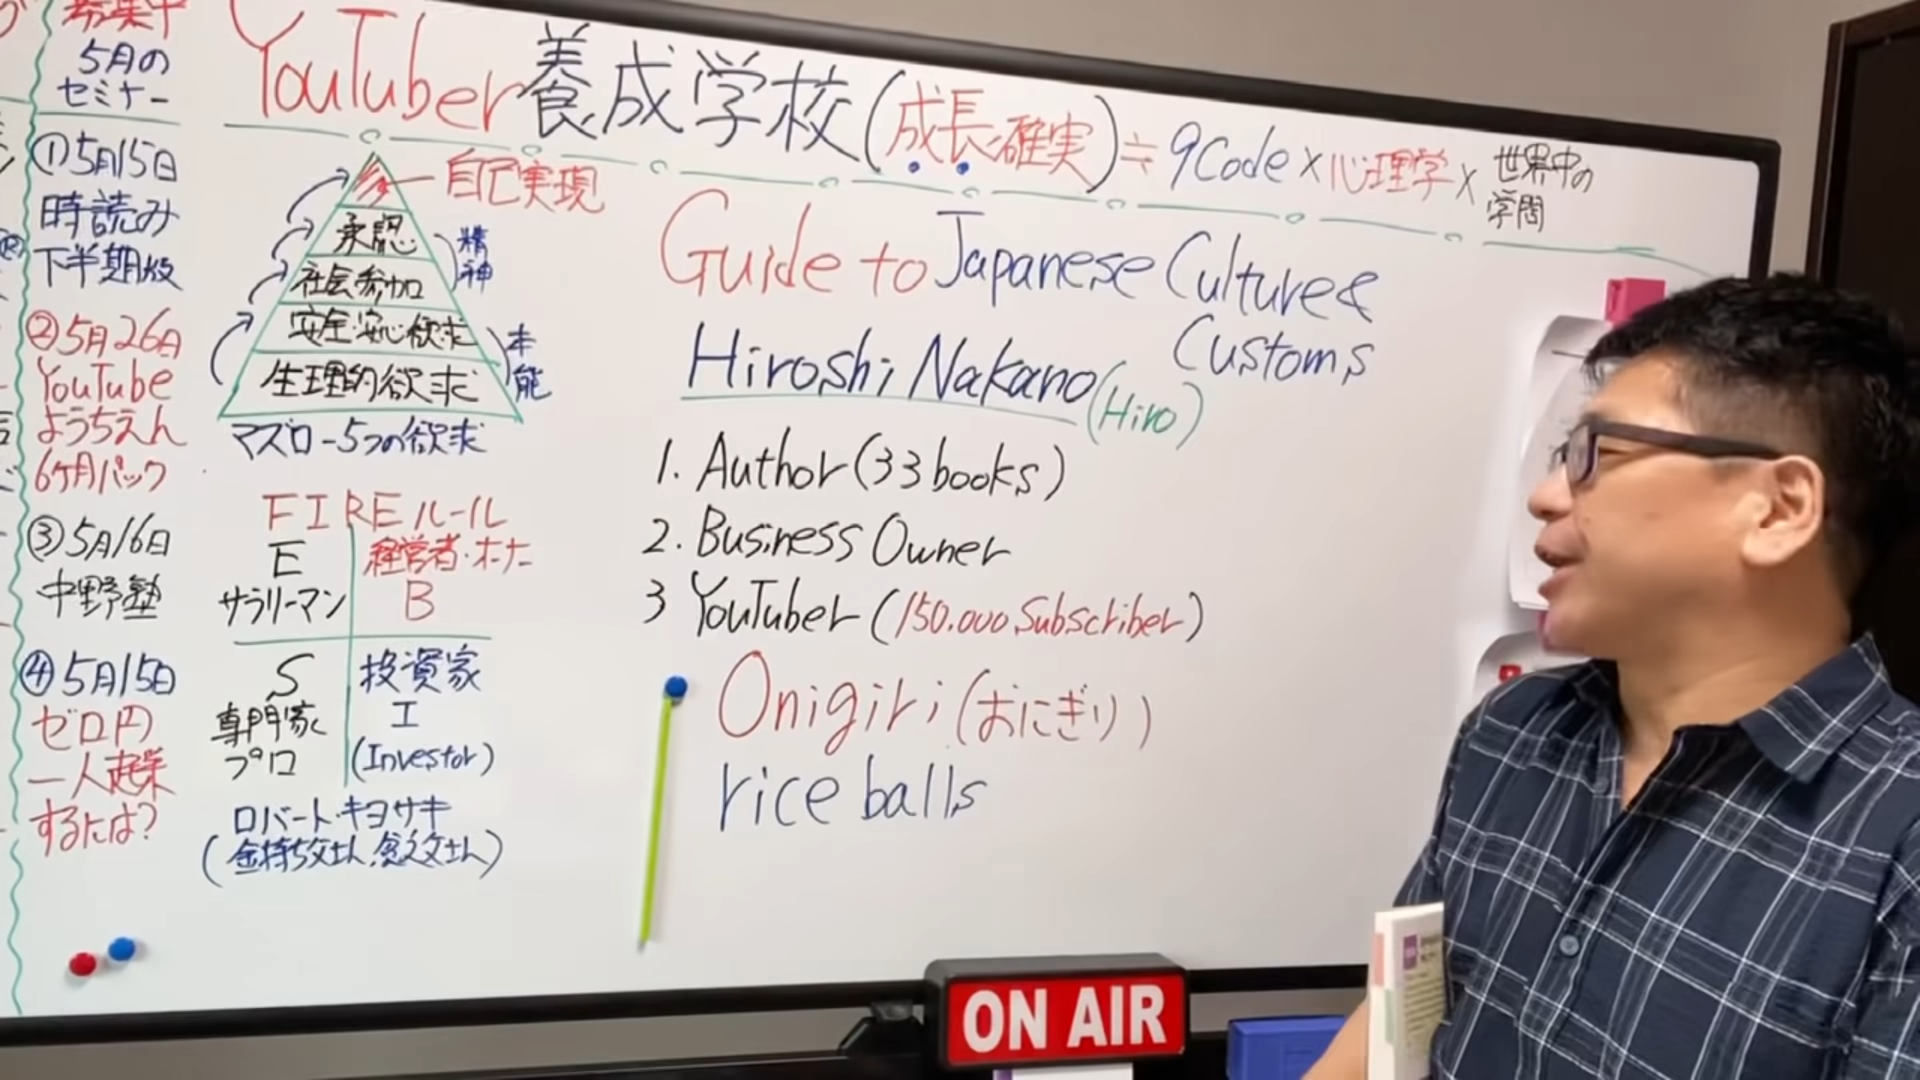 募集中
5月の
セミナー
①5月15日
時読み
下半期版
②5月26日
YouTube
ようちえん
6ケ月パック
③5月16日
中野塾
④5月15日
ゼロ円
一人起業
するには?
YouTuber養成学校(成長確実)≒9Code×心理学×世界中の
学問
自己実現
承認
社会参加
精神
安全・安心欲求
生理的欲求
本能
マズロー5つの欲求
FIREルール
E
経営者・オーナー
サラリーマン
B
S
投資家
専門家
I
プロ
(Investor)
ロバート・キヨサキ
(金持ち父さん、貧乏父さん)
Guide to Japanese Culture &
Customs
Hiroshi Nakano (Hiro)
1. Author (33 books)
2. Business Owner
3 YouTuber (150.000 Subscriber)
Onigiri (おにぎり)
rice balls
ON AIR